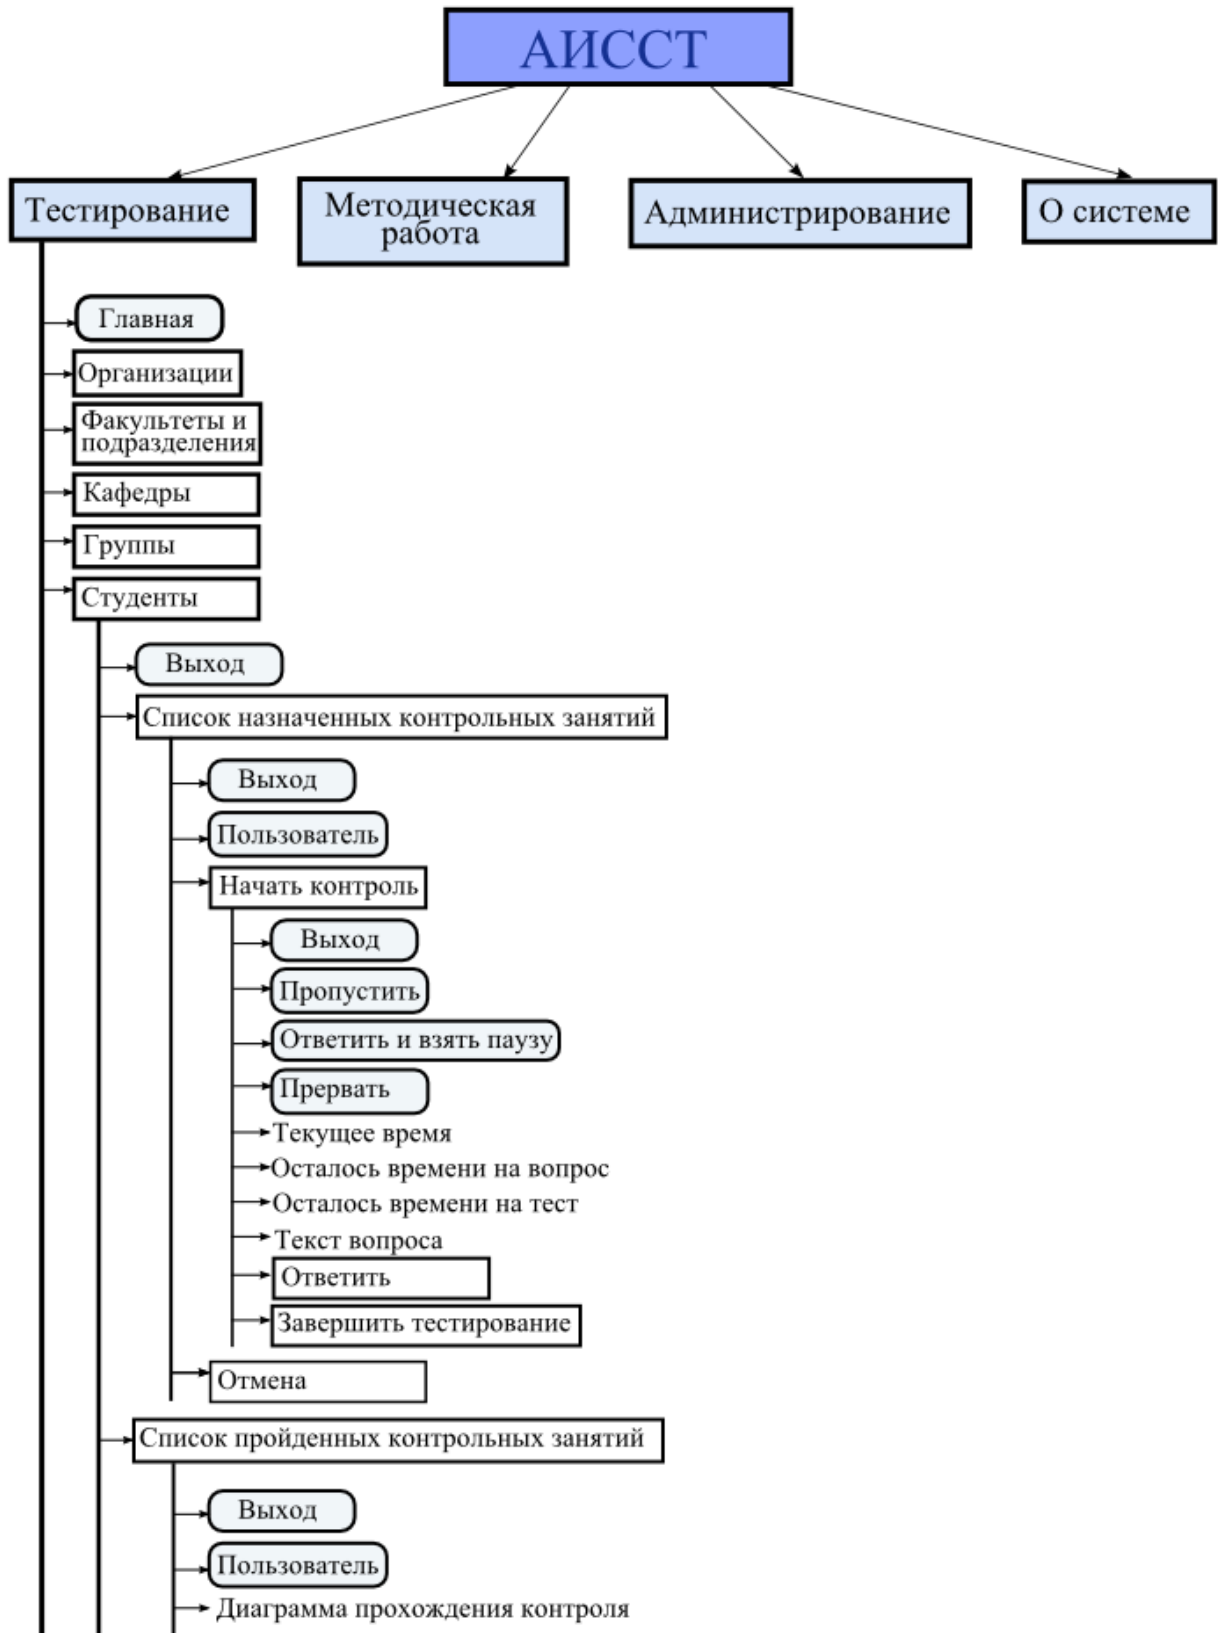 АИССТ
Тестирование
Методическая
работа
Администрирование
О системе
Главная
Организации
Факультеты и
подразделения
Кафедры
Группы
Студенты
Выход
Список назначенных контрольных занятий
Выход
Пользователь
Начать контроль
Выход
Пропустить
Ответить и взять паузу
Прервать
Текущее время
Осталось времени на вопрос
Осталось времени на тест
Текст вопроса
Ответить
Завершить тестирование
Отмена
Список пройденных контрольных занятий
Выход
Пользователь
Диаграмма прохождения контроля